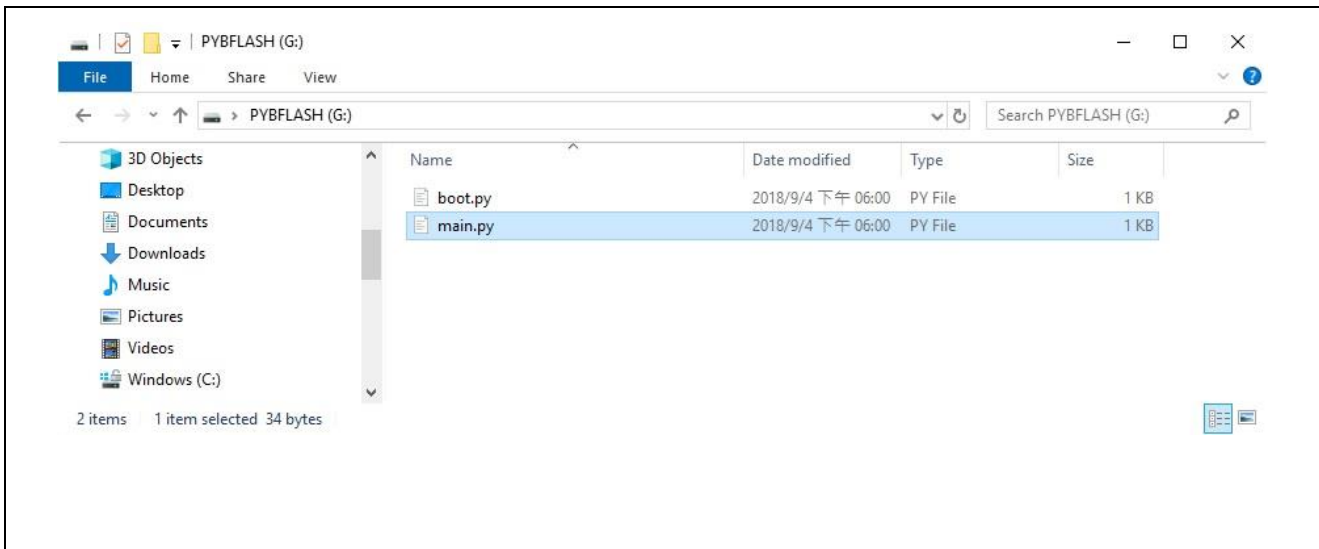 PYBFLASH (G:)
File Home Share View
PYBFLASH (G:) Search PYBFLASH (G:)
3D Objects
Desktop
Documents
Downloads
Music
Pictures
Videos
Windows (C:)
Name Date modified Type Size
boot.py 2018/9/4 下午 06:00 PY File 1 KB
main.py 2018/9/4 下午 06:00 PY File 1 KB
2 items 1 item selected 34 bytes